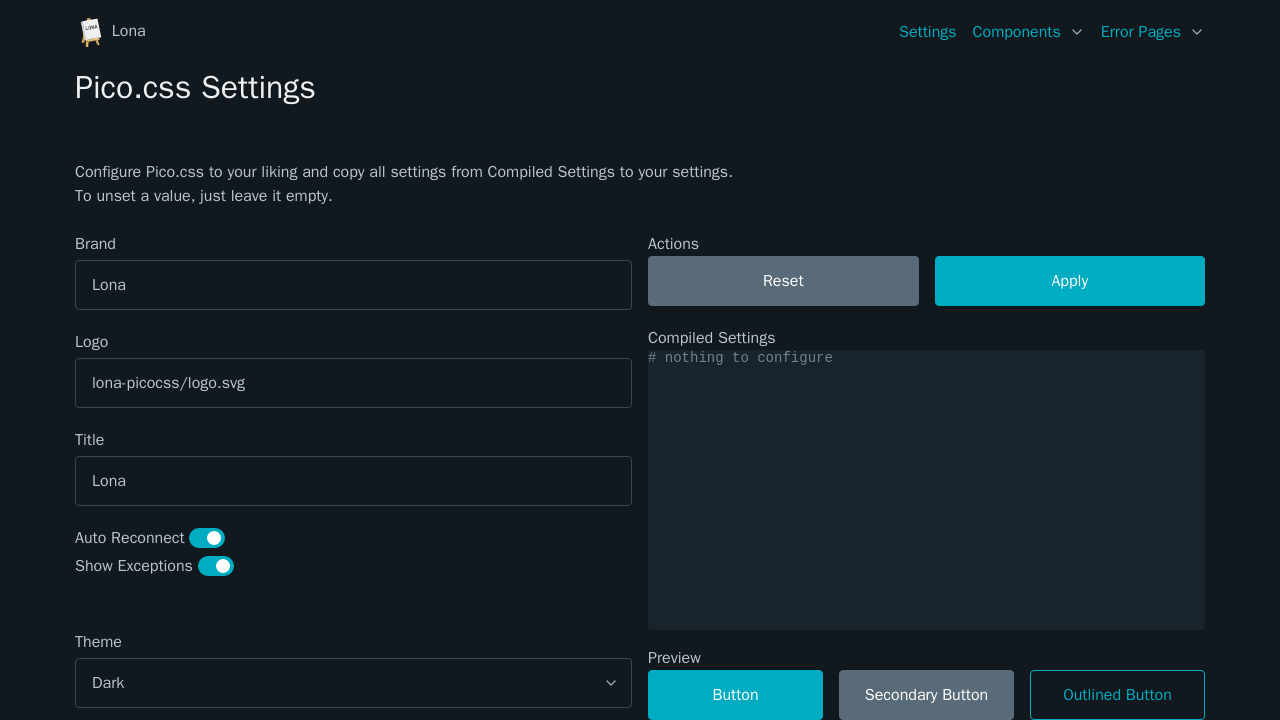 LONA
Lona
Settings
Components
Error Pages
Pico.css Settings
Configure Pico.css to your liking and copy all settings from Compiled Settings to your settings.
To unset a value, just leave it empty.
Brand
Lona
Logo
lona-picocss/logo.svg
Title
Lona
Auto Reconnect
Show Exceptions
Theme
Dark
Actions
Reset
Apply
Compiled Settings
# nothing to configure
Preview
Button
Secondary Button
Outlined Button